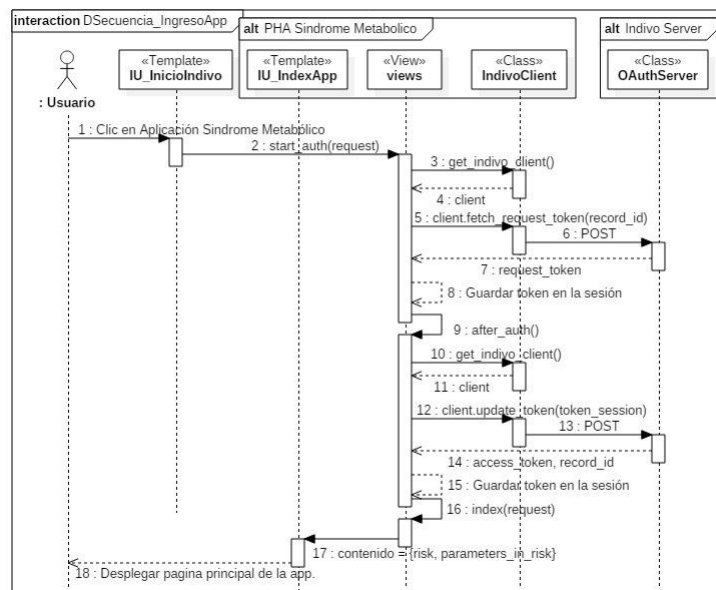 interaction DSecuencia_IngresoApp
alt PHA Sindrome Metabolico
alt Indivo Server
: Usuario
«Template»
IU_InicioIndivo
«Template»
IU_IndexApp
«View»
views
«Class»
IndivoClient
«Class»
OAuthServer
1 : Clic en Aplicación Sindrome Metabólico
2 : start_auth(request)
3 : get_indivo_client()
4 : client
5 : client.fetch_request_token(record_id)
6 : POST
7 : request_token
8 : Guardar token en la sesión
9 : after_auth()
10 : get_indivo_client()
11 : client
12 : client.update_token(token_session)
13 : POST
14 : access_token, record_id
15 : Guardar token en la sesión
16 : index(request)
17 : contenido = {risk, parameters_in_risk}
18 : Desplegar pagina principal de la app.